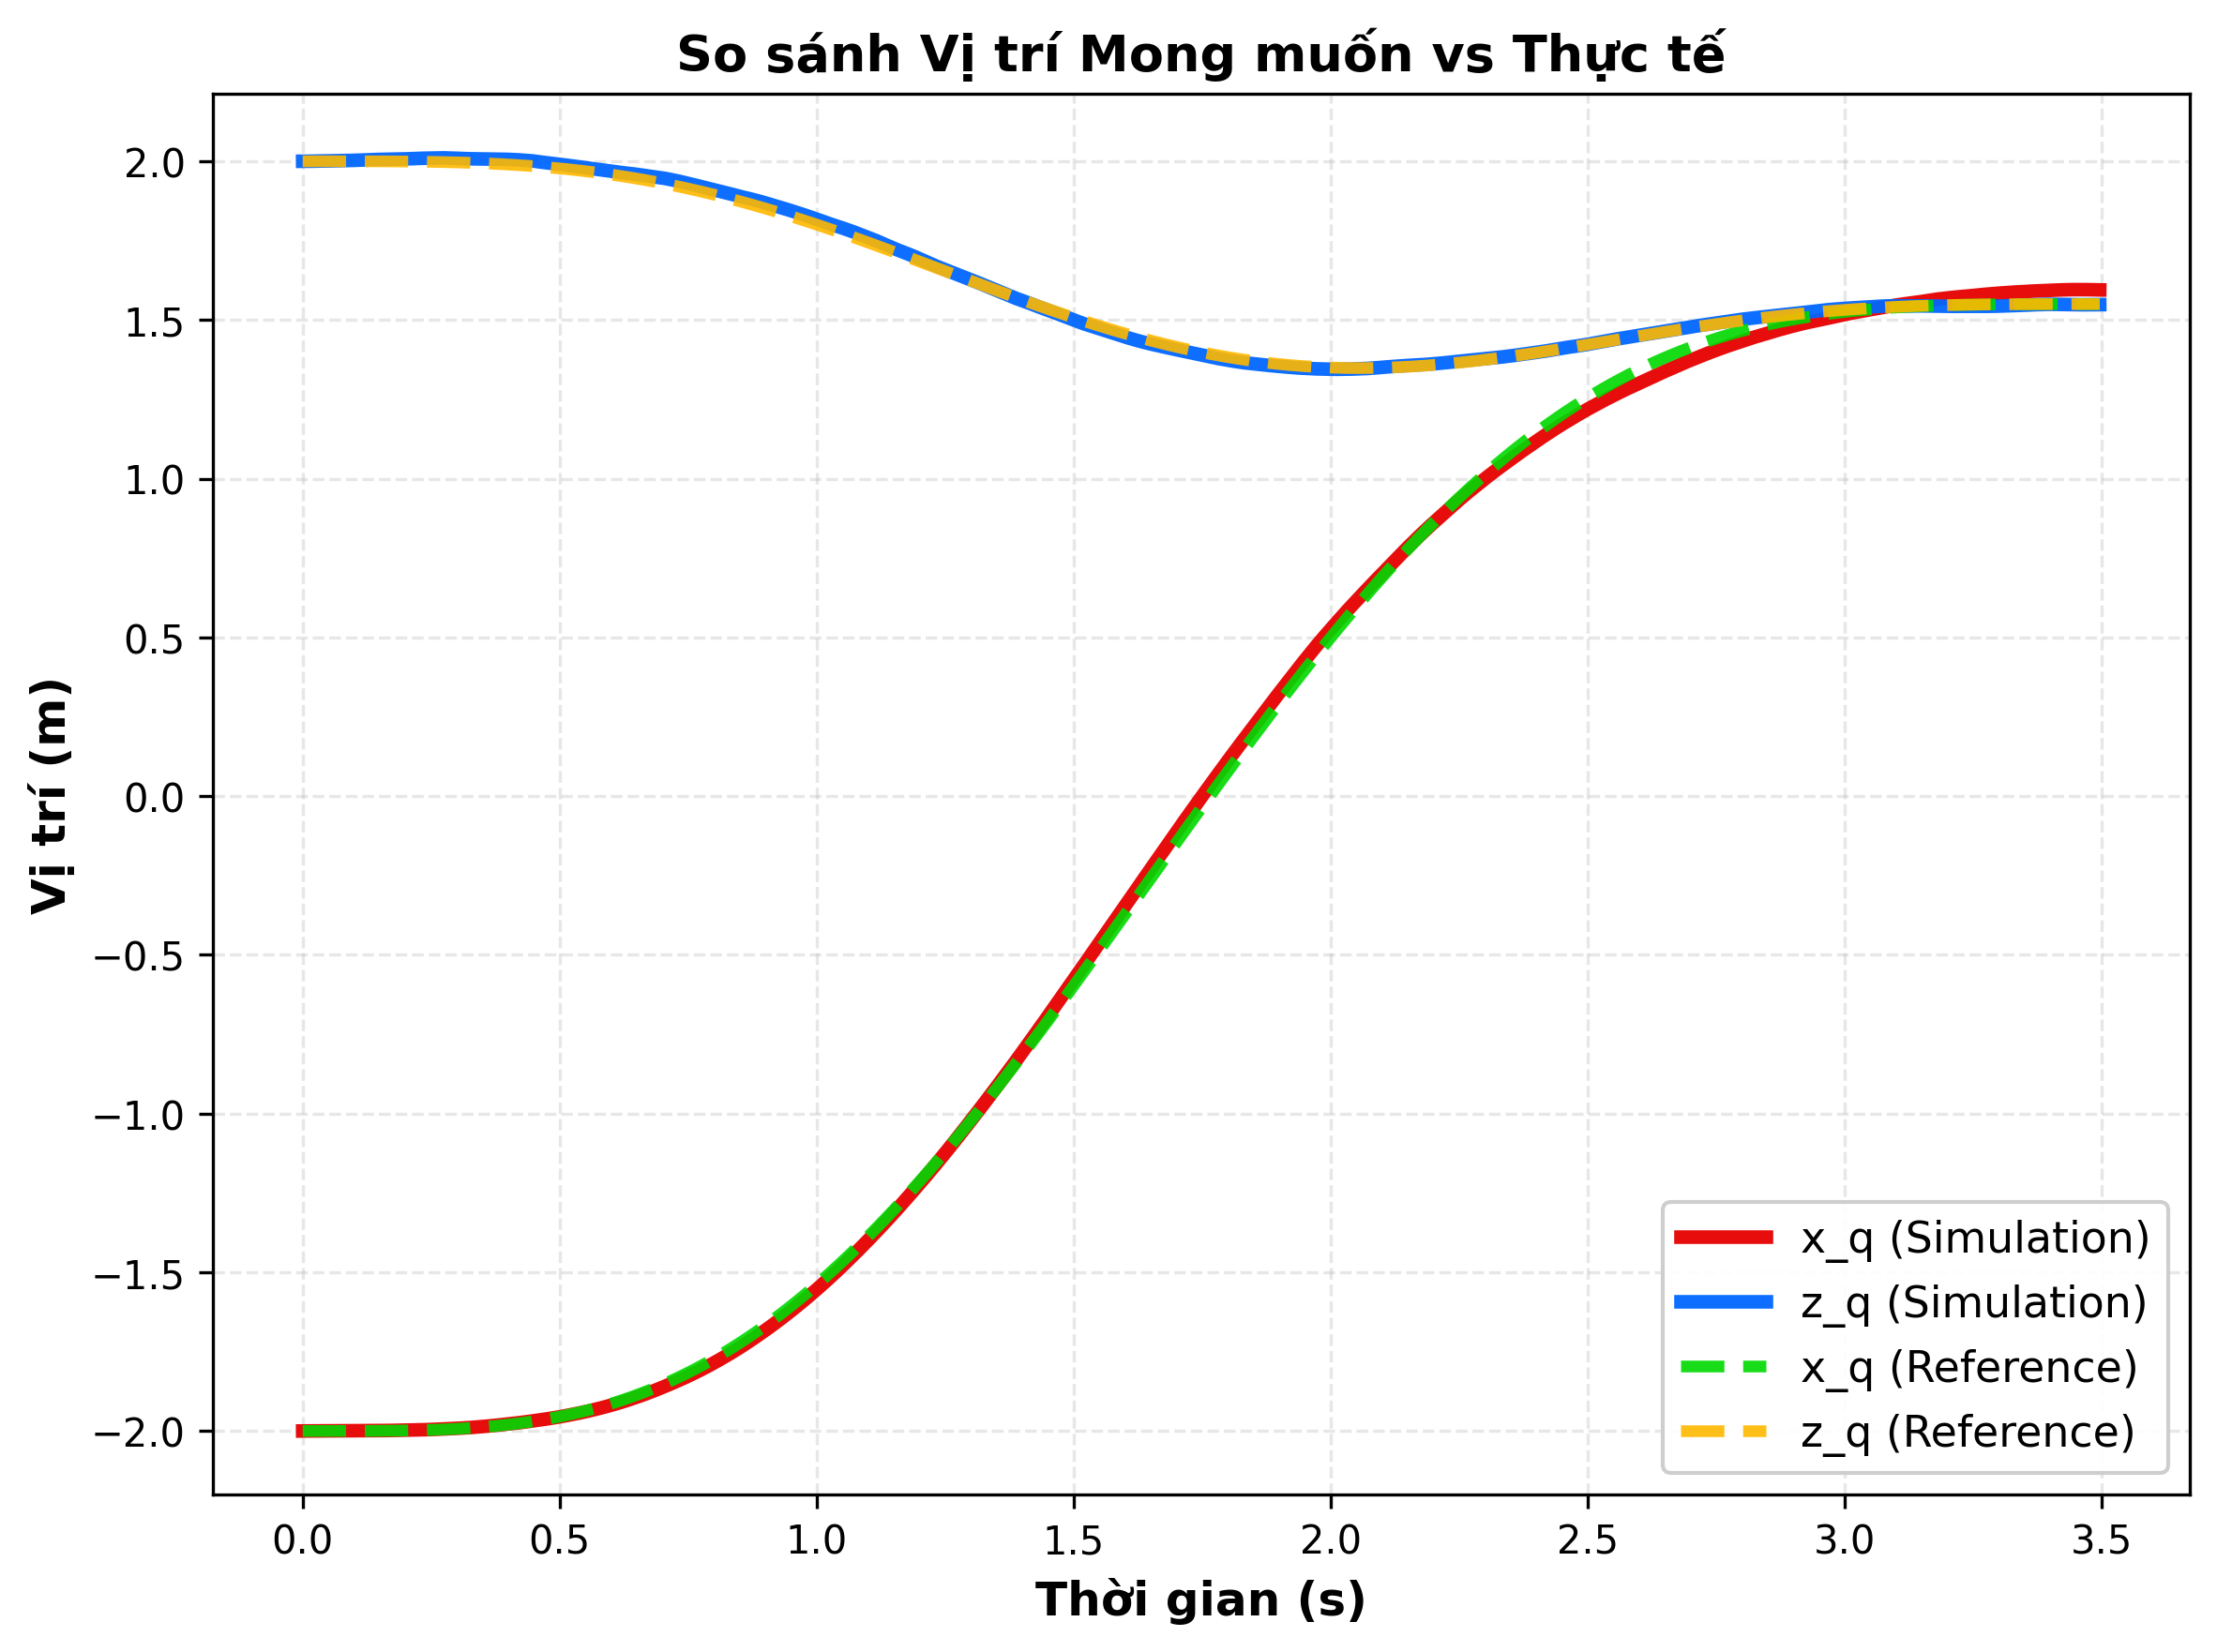 So sánh Vị trí Mong muốn vs Thực tế
Vị trí (m)
2.0
1.5
1.0
0.5
0.0
−0.5
−1.0
−1.5
−2.0
x_q (Simulation)
z_q (Simulation)
x_q (Reference)
z_q (Reference)
0.0 0.5 1.0 1.5 2.0 2.5 3.0 3.5
Thời gian (s)